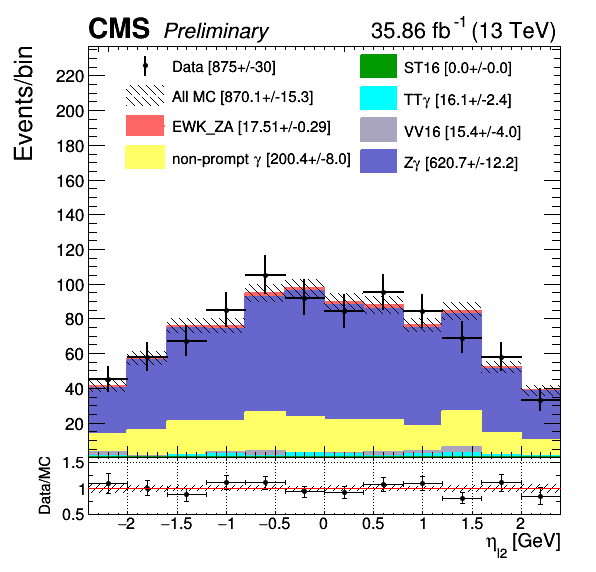 CMS Preliminary 35.86 fb⁻¹ (13 TeV)
Events/bin
Data [875+/-30]
All MC [870.1+/-15.3]
EWK_ZA [17.51+/-0.29]
non-prompt γ [200.4+/-8.0]
ST16 [0.0+/-0.0]
TTγ [16.1+/-2.4]
VV16 [15.4+/-4.0]
Zγ [620.7+/-12.2]
220
200
180
160
140
120
100
80
60
40
20
Data/MC
1.5
1
0.5
−2 −1.5 −1 −0.5 0 0.5 1 1.5 2
η_l2 [GeV]